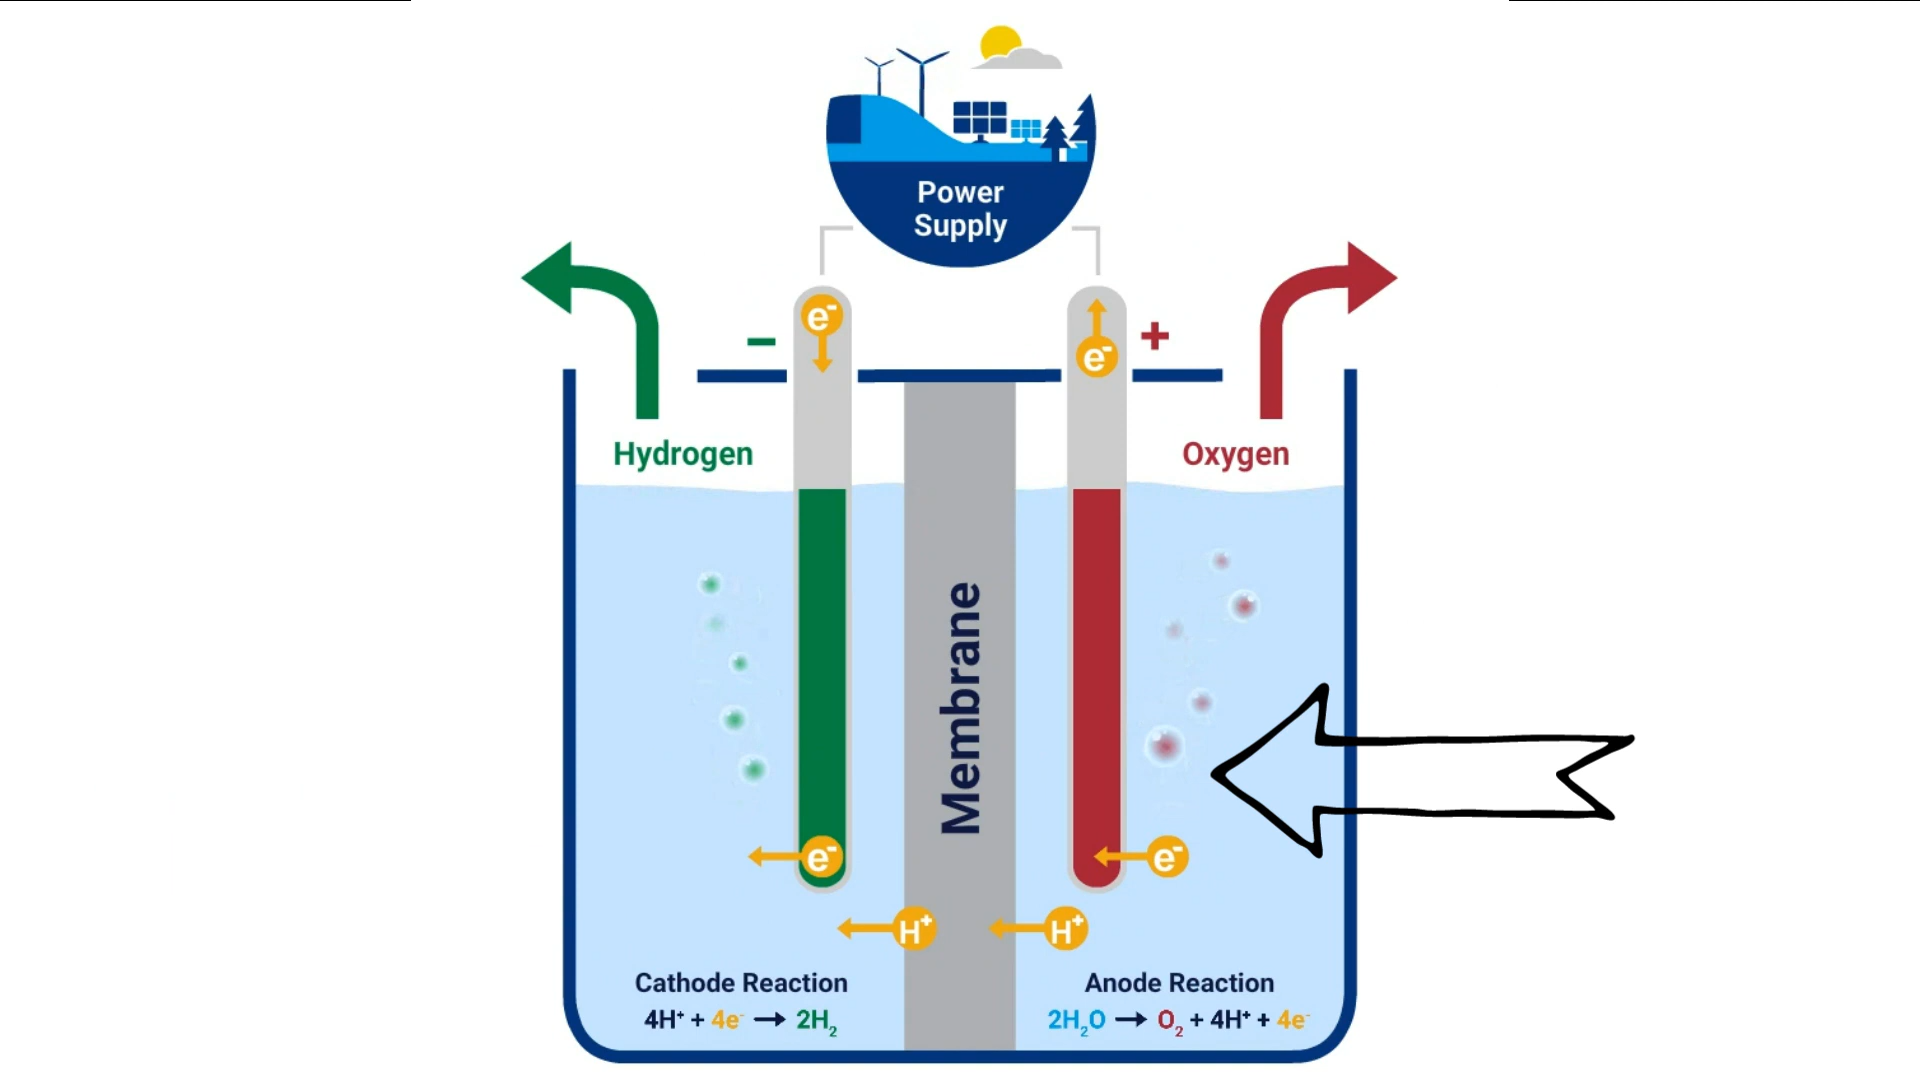 Power
Supply
e⁻
e⁻
−
+
Hydrogen
Oxygen
Membrane
e⁻
e⁻
H⁺
H⁺
Cathode Reaction
4H⁺ + 4e⁻ → 2H₂
Anode Reaction
2H₂O → O₂ + 4H⁺ + 4e⁻